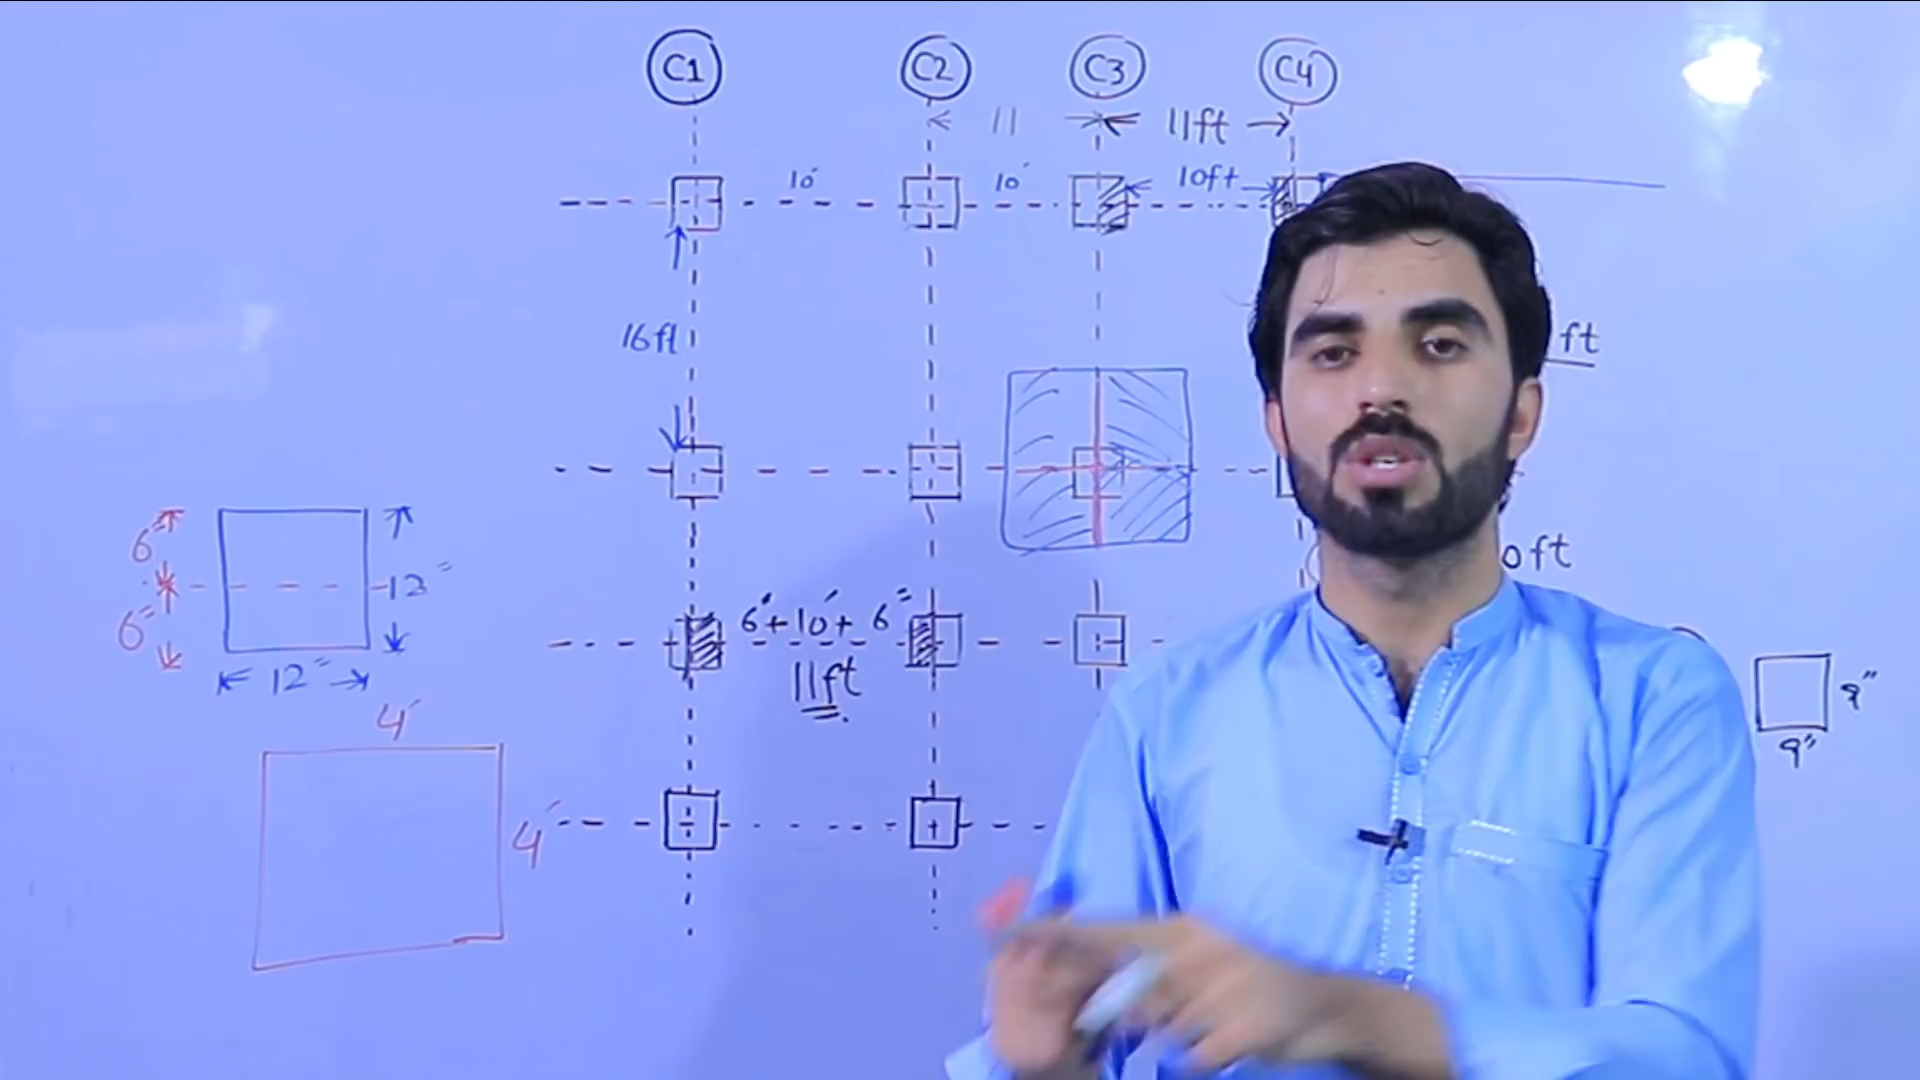 C1 C2 C3 C4
11 11ft
10' 10' 10ft
16ft
ft
6"
12"
6"
12"
6"+10'+6"
11ft
0ft
9"
9"
4'
4'